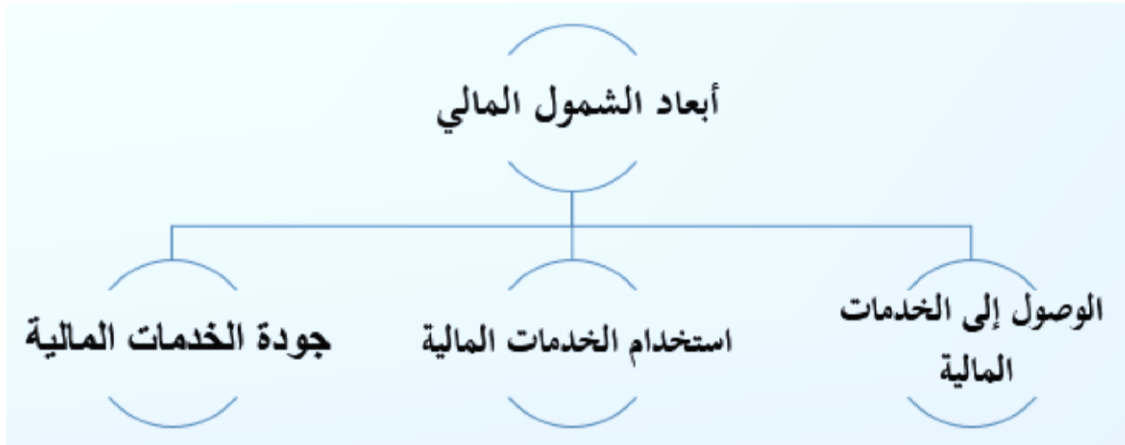 أبعاد الشمول المالي
الوصول إلى الخدمات
المالية
استخدام الخدمات المالية
جودة الخدمات المالية